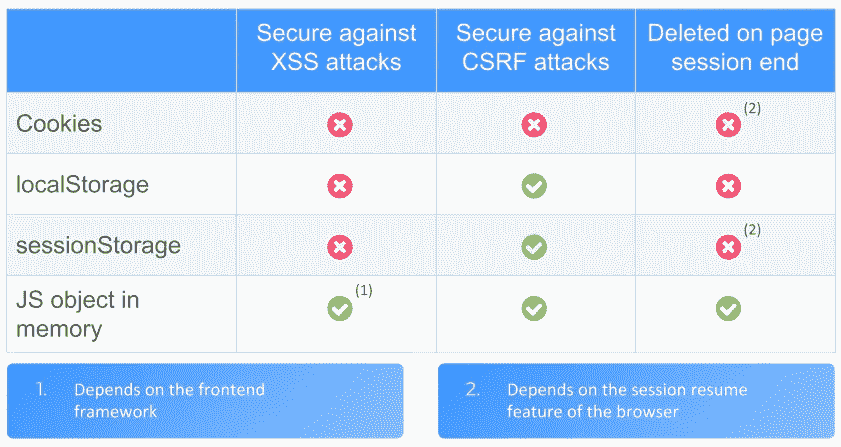 Secure against
XSS attacks
Secure against
CSRF attacks
Deleted on page
session end
Cookies
(2)
localStorage
sessionStorage
(2)
JS object in
memory
(1)
1. Depends on the frontend
framework
2. Depends on the session resume
feature of the browser